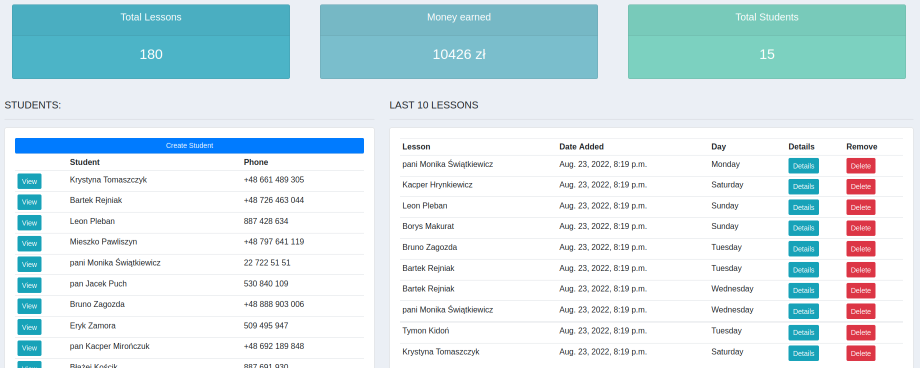 Total Lessons
180
Money earned
10426 zł
Total Students
15
STUDENTS:
Create Student
Student Phone
View Krystyna Tomaszczyk +48 661 489 305
View Bartek Rejniak +48 726 463 044
View Leon Pleban 887 428 634
View Mieszko Pawliszyn +48 797 641 119
View pani Monika Świątkiewicz 22 722 51 51
View pan Jacek Puch 530 840 109
View Bruno Zagozda +48 888 903 006
View Eryk Zamora 509 495 947
View pan Kacper Mirończuk +48 692 189 848
View Błażej Kościk 887 691 930
LAST 10 LESSONS
Lesson Date Added Day Details Remove
pani Monika Świątkiewicz Aug. 23, 2022, 8:19 p.m. Monday Details Delete
Kacper Hrynkiewicz Aug. 23, 2022, 8:19 p.m. Saturday Details Delete
Leon Pleban Aug. 23, 2022, 8:19 p.m. Sunday Details Delete
Borys Makurat Aug. 23, 2022, 8:19 p.m. Sunday Details Delete
Bruno Zagozda Aug. 23, 2022, 8:19 p.m. Tuesday Details Delete
Bartek Rejniak Aug. 23, 2022, 8:19 p.m. Tuesday Details Delete
Bartek Rejniak Aug. 23, 2022, 8:19 p.m. Wednesday Details Delete
pani Monika Świątkiewicz Aug. 23, 2022, 8:19 p.m. Wednesday Details Delete
Tymon Kidoń Aug. 23, 2022, 8:19 p.m. Tuesday Details Delete
Krystyna Tomaszczyk Aug. 23, 2022, 8:19 p.m. Saturday Details Delete